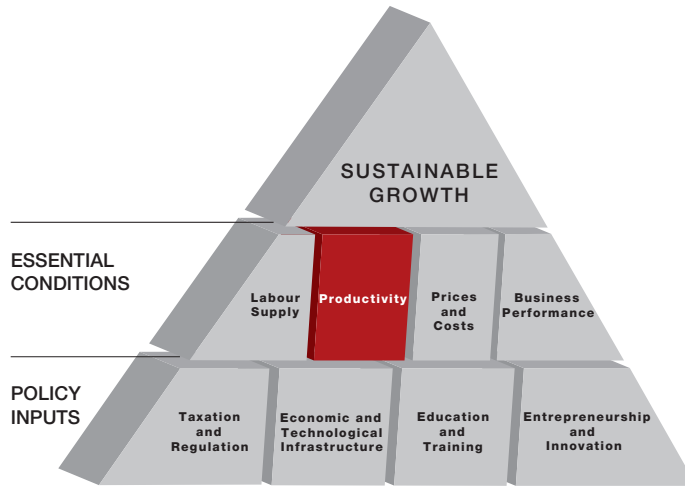 SUSTAINABLE
GROWTH
ESSENTIAL
CONDITIONS
Labour
Supply
Productivity
Prices
and
Costs
Business
Performance
POLICY
INPUTS
Taxation
and
Regulation
Economic and
Technological
Infrastructure
Education
and
Training
Entrepreneurship
and
Innovation